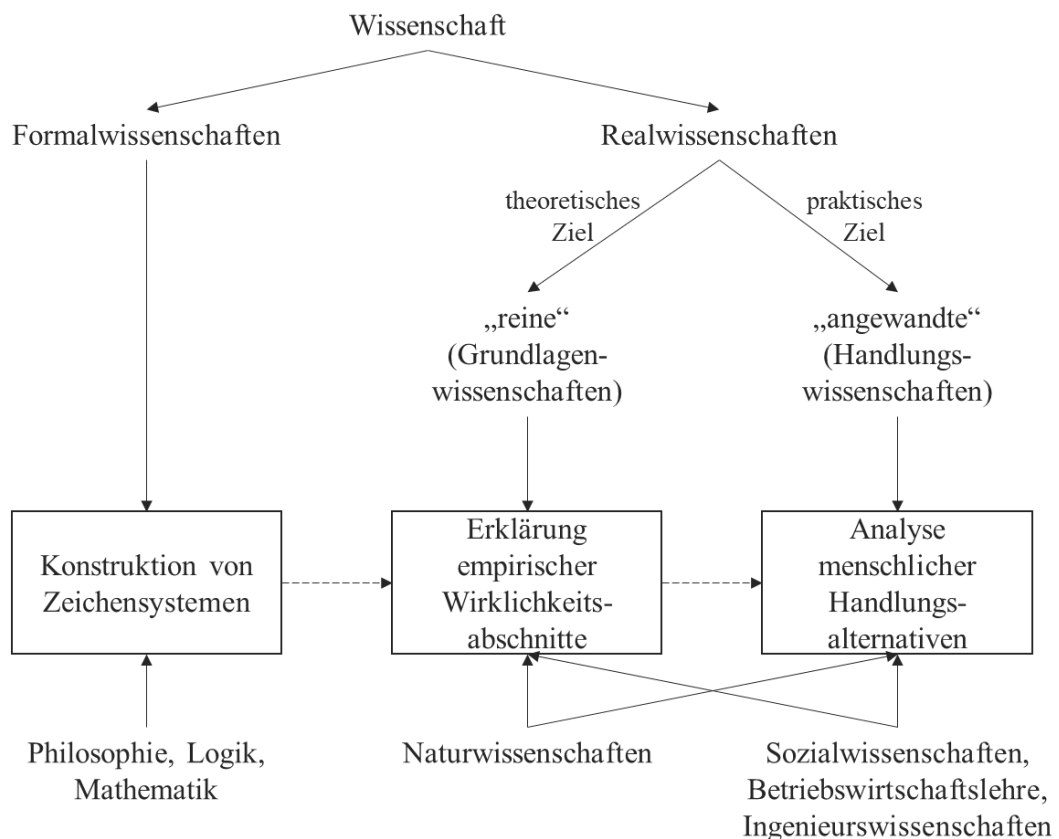 Wissenschaft
Formalwissenschaften
Realwissenschaften
theoretisches
Ziel
praktisches
Ziel
„reine“
(Grundlagen-
wissenschaften)
„angewandte“
(Handlungs-
wissenschaften)
Konstruktion von
Zeichensystemen
Erklärung
empirischer
Wirklichkeits-
abschnitte
Analyse
menschlicher
Handlungs-
alternativen
Philosophie, Logik,
Mathematik
Naturwissenschaften
Sozialwissenschaften,
Betriebswirtschaftslehre,
Ingenieurswissenschaften